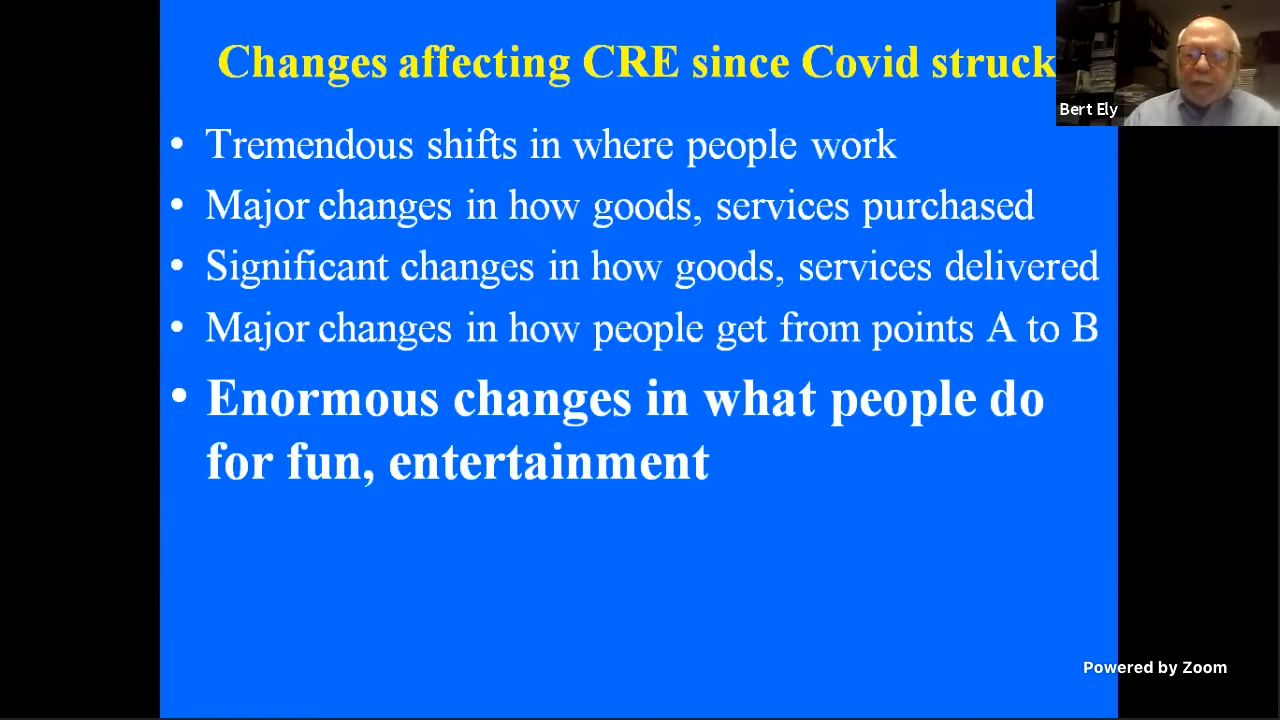 Changes affecting CRE since Covid struck
Bert Ely
• Tremendous shifts in where people work
• Major changes in how goods, services purchased
• Significant changes in how goods, services delivered
• Major changes in how people get from points A to B
• Enormous changes in what people do
for fun, entertainment
Powered by Zoom